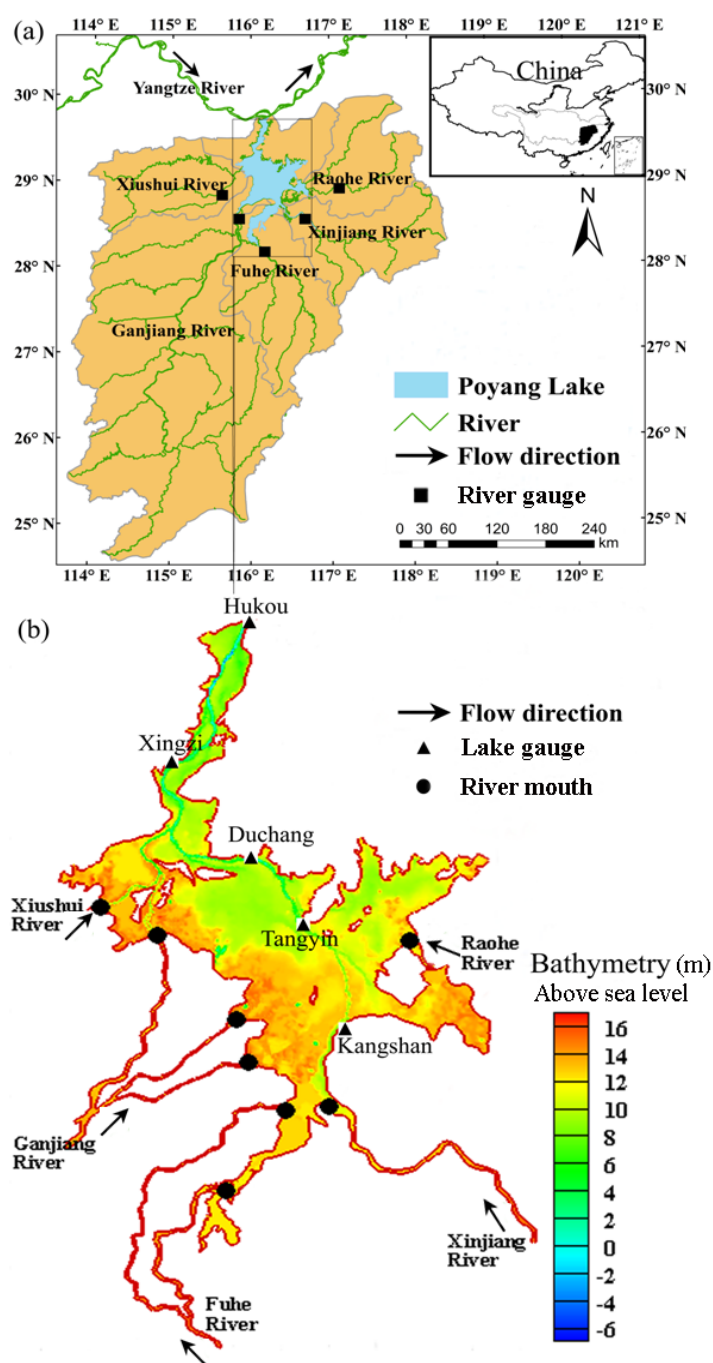 (a)
114° E 115° E 116° E 117° E 118° E 119° E 120° E 121° E
30° N
29° N
28° N
27° N
26° N
25° N
Yangtze River
Xiushui River
Raohe River
Xinjiang River
Fuhe River
Ganjiang River
China
30° N
29° N
28° N
27° N
26° N
25° N
N
Poyang Lake
River
Flow direction
River gauge
0 30 60 120 180 240
km
114° E 115° E 116° E 117° E 118° E 119° E 120° E
(b)
Hukou
Xingzi
Duchang
Tangyin
Kangshan
Xiushui
River
Raohe
River
Ganjiang
River
Xinjiang
River
Fuhe
River
Flow direction
Lake gauge
River mouth
Bathymetry (m)
Above sea level
16
14
12
10
8
6
4
2
0
-2
-4
-6